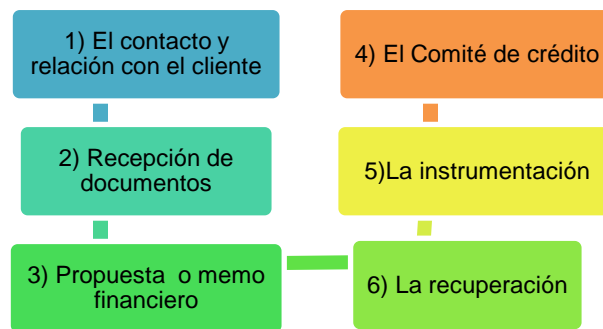 1) El contacto y
relación con el cliente
2) Recepción de
documentos
3) Propuesta  o memo
financiero
4) El Comité de crédito
5)La instrumentación
6) La recuperación